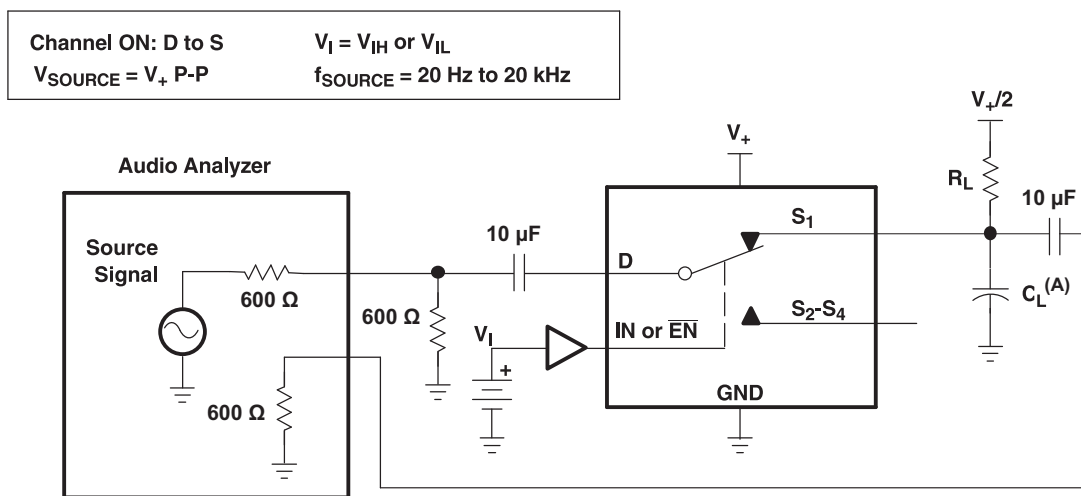 Channel ON: D to S
V_I = V_IH or V_IL
V_SOURCE = V_+ P-P
f_SOURCE = 20 Hz to 20 kHz
V_+/2
V_+
Audio Analyzer
R_L
10 µF
S_1
Source
Signal
10 µF
D
600 Ω
600 Ω
C_L^(A)
S_2-S_4
V_I
IN or E̅N̅
+
600 Ω
GND